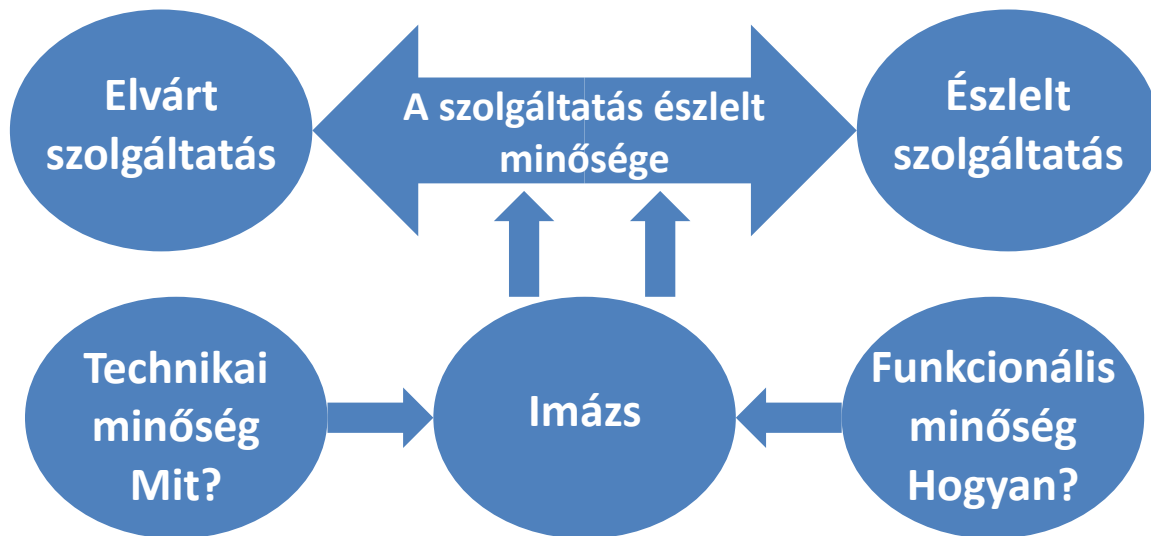 Elvárt
szolgáltatás
A szolgáltatás észlelt
minősége
Észlelt
szolgáltatás
Technikai
minőség
Mit?
Imázs
Funkcionális
minőség
Hogyan?